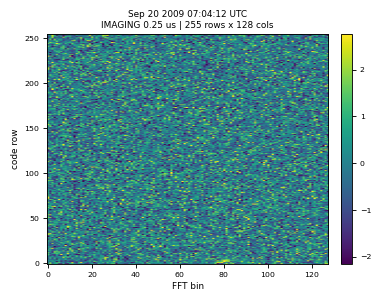 Sep 20 2009 07:04:12 UTC
IMAGING 0.25 us | 255 rows x 128 cols
code row
250
200
150
100
50
0
0 20 40 60 80 100 120
FFT bin
2
1
0
−1
−2